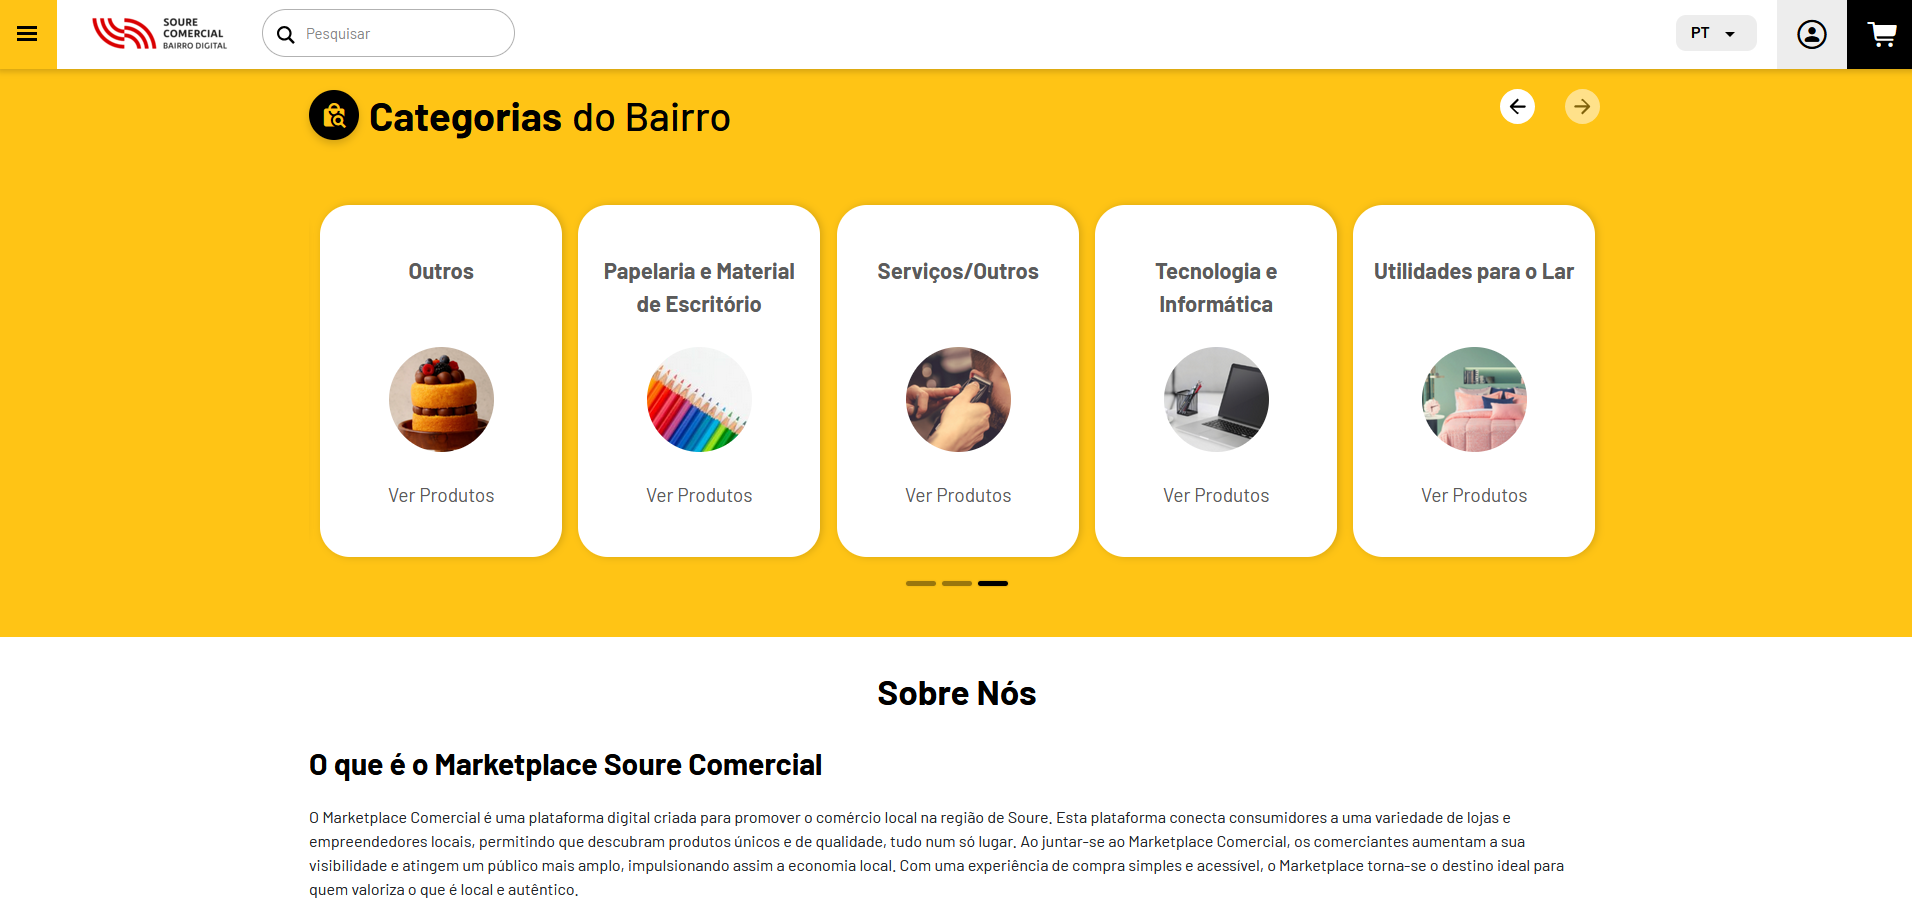 SOURE
COMERCIAL
BAIRRO DIGITAL
Pesquisar
PT
Categorias do Bairro
Outros
Papelaria e Material
de Escritório
Serviços/Outros
Tecnologia e
Informática
Utilidades para o Lar
Ver Produtos
Ver Produtos
Ver Produtos
Ver Produtos
Ver Produtos
Sobre Nós
O que é o Marketplace Soure Comercial
O Marketplace Comercial é uma plataforma digital criada para promover o comércio local na região de Soure. Esta plataforma conecta consumidores a uma variedade de lojas e
empreendedores locais, permitindo que descubram produtos únicos e de qualidade, tudo num só lugar. Ao juntar-se ao Marketplace Comercial, os comerciantes aumentam a sua
visibilidade e atingem um público mais amplo, impulsionando assim a economia local. Com uma experiência de compra simples e acessível, o Marketplace torna-se o destino ideal para
quem valoriza o que é local e autêntico.